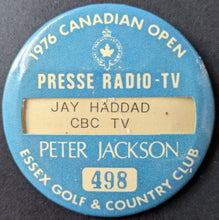 1976 CANADIAN OPEN
PRESSE RADIO-TV
JAY HADDAD
CBC TV
PETER JACKSON
498
ESSEX GOLF & COUNTRY CLUB